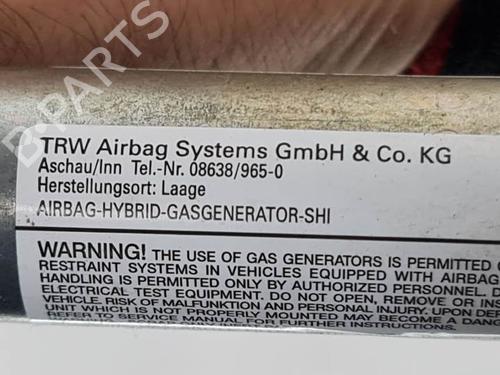 TRW Airbag Systems GmbH & Co. KG
Aschau/Inn Tel.-Nr. 08638/965-0
Herstellungsort: Laage
AIRBAG-HYBRID-GASGENERATOR-SHI
WARNING! THE USE OF GAS GENERATORS IS PERMITTED
RESTRAINT SYSTEMS IN VEHICLES EQUIPPED WITH AIRBAG
HANDLING IS PERMITTED ONLY BY AUTHORIZED PERSONNEL. D
ELECTRICAL TEST EQUIPMENT. DO NOT OPEN, REMOVE OR INS
VEHICLE. RISK OF MALFUNCTION AND PERSONAL INJURY. UPON DEP
UNIT WHICH IS NOT PROPERLY MOUNTED MAY BECOME
REFER TO SERVICE MANUAL FOR FURTHER INSTRUCTIONS.